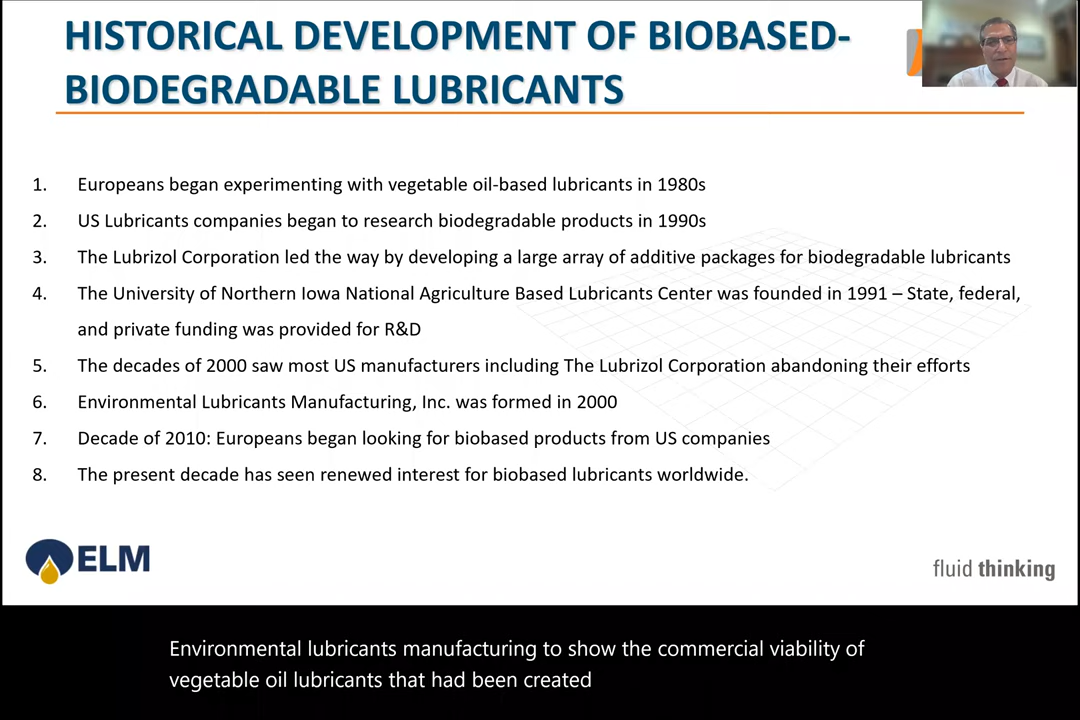 HISTORICAL DEVELOPMENT OF BIOBASED-
BIODEGRADABLE LUBRICANTS
1. Europeans began experimenting with vegetable oil-based lubricants in 1980s
2. US Lubricants companies began to research biodegradable products in 1990s
3. The Lubrizol Corporation led the way by developing a large array of additive packages for biodegradable lubricants
4. The University of Northern Iowa National Agriculture Based Lubricants Center was founded in 1991 – State, federal,
and private funding was provided for R&D
5. The decades of 2000 saw most US manufacturers including The Lubrizol Corporation abandoning their efforts
6. Environmental Lubricants Manufacturing, Inc. was formed in 2000
7. Decade of 2010: Europeans began looking for biobased products from US companies
8. The present decade has seen renewed interest for biobased lubricants worldwide.
ELM
fluid thinking
Environmental lubricants manufacturing to show the commercial viability of
vegetable oil lubricants that had been created